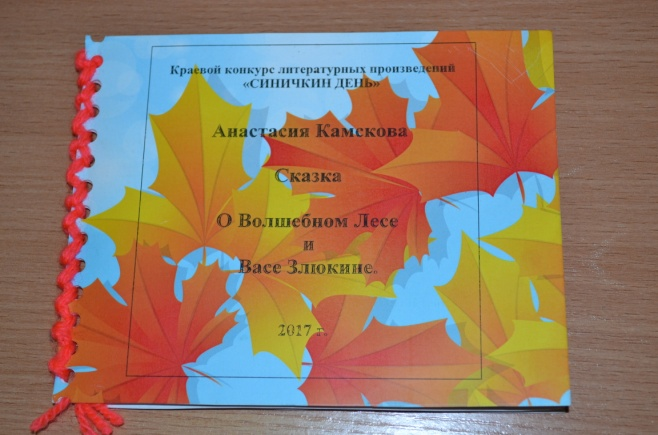 Краевой конкурс литературных произведений
«СИНИЧКИН ДЕНЬ»
Анастасия Камскова
Сказка
О Волшебном Лесе
и
Васе Злюкине.
2017 г.